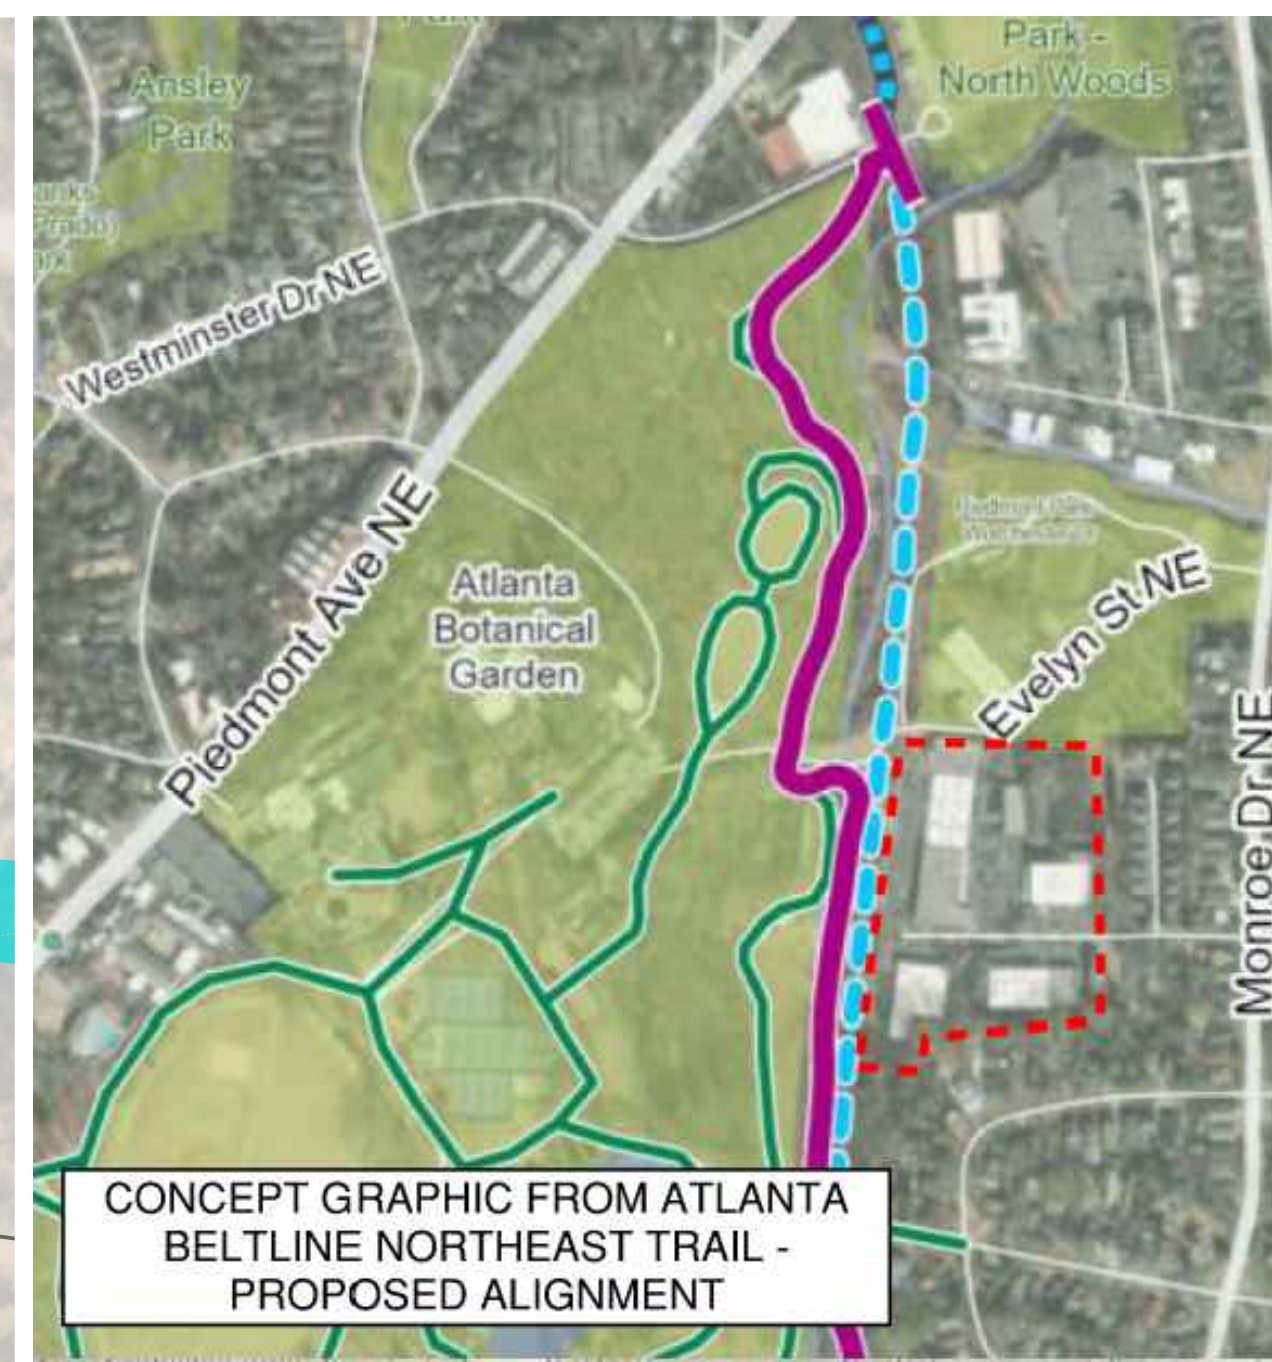 Park -
North Woods
Ansley
Park
Westminster Dr NE
Piedmont Ave NE
Atlanta
Botanical
Garden
Evelyn St NE
Monroe Dr NE
CONCEPT GRAPHIC FROM ATLANTA
BELTLINE NORTHEAST TRAIL -
PROPOSED ALIGNMENT